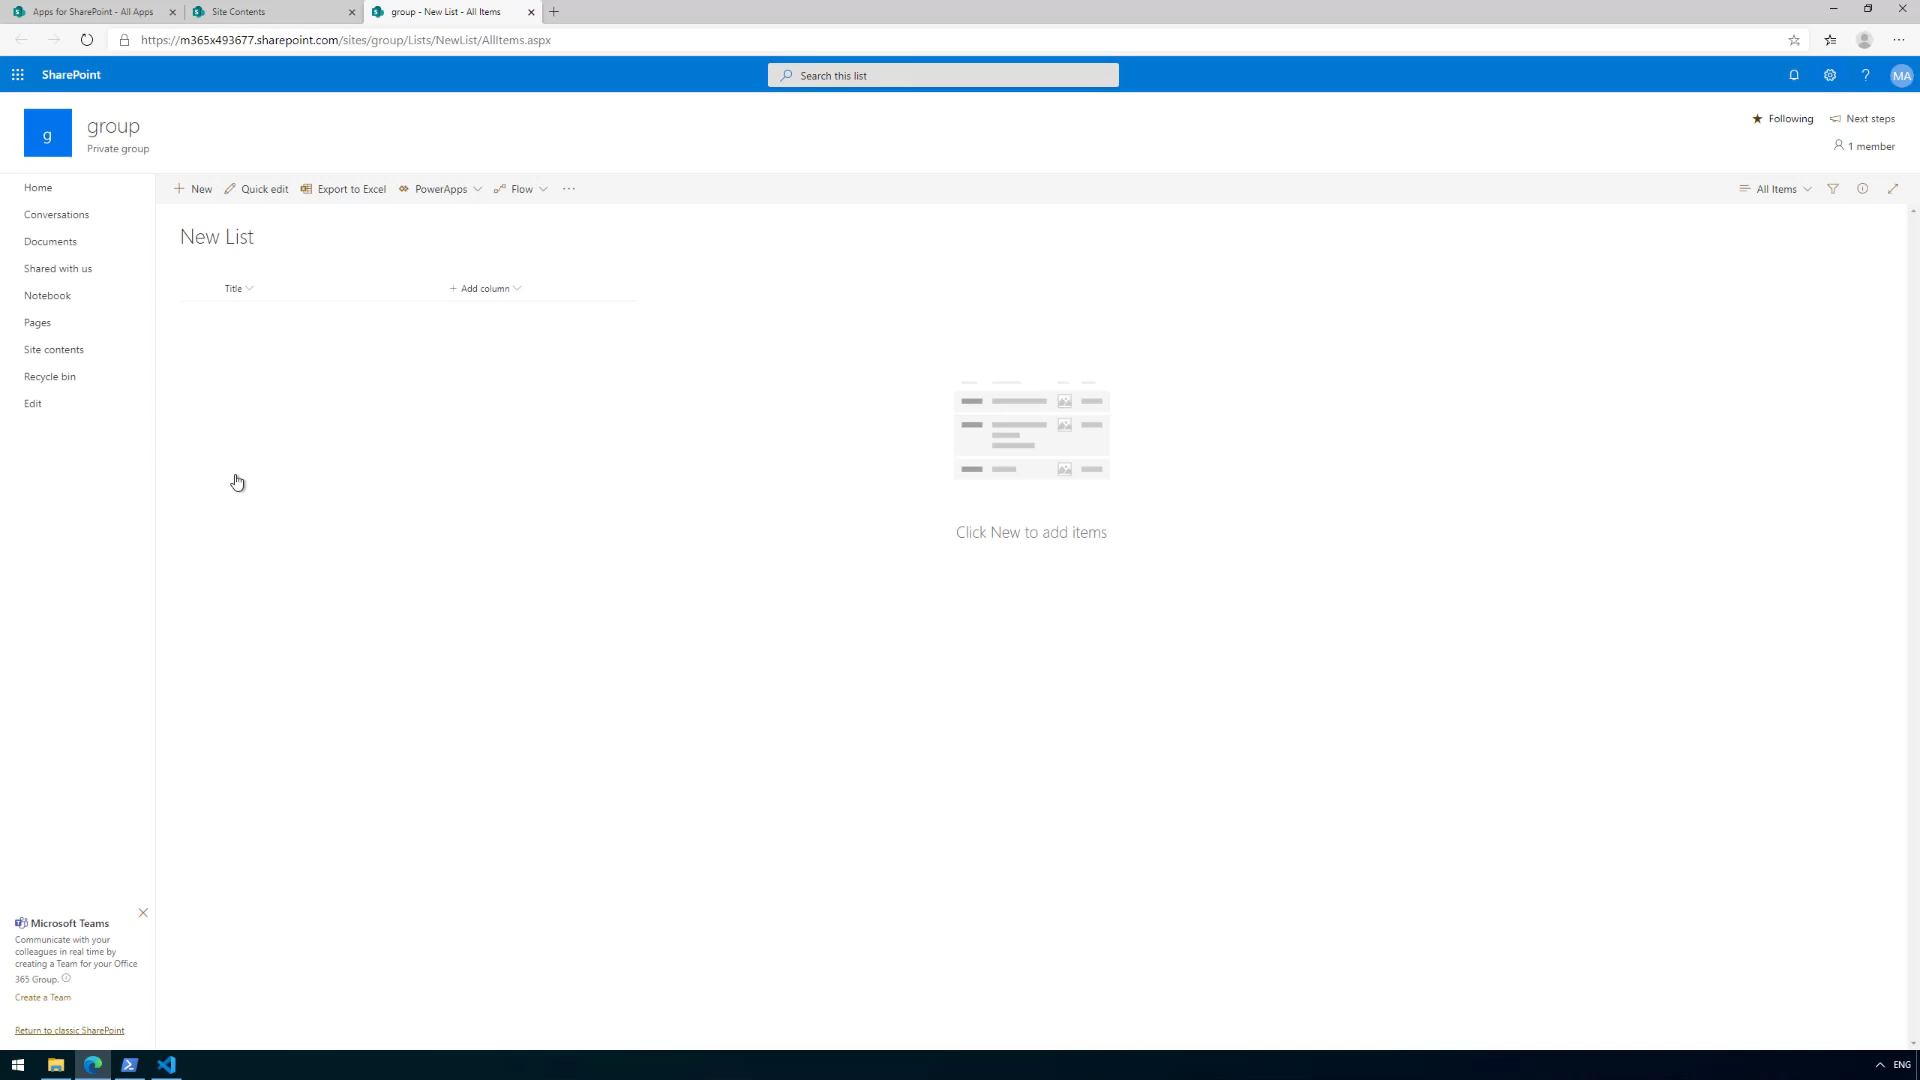 Apps for SharePoint - All Apps
Site Contents
group - New List - All Items
https://m365x493677.sharepoint.com/sites/group/Lists/NewList/AllItems.aspx
SharePoint
Search this list
?
MA
g
group
Private group
Following
Next steps
1 member
Home
Conversations
Documents
Shared with us
Notebook
Pages
Site contents
Recycle bin
Edit
New
Quick edit
Export to Excel
PowerApps
Flow
All Items
New List
Title
Add column
Click New to add items
Microsoft Teams
Communicate with your
colleagues in real time by
creating a Team for your Office
365 Group.
Create a Team
Return to classic SharePoint
ENG